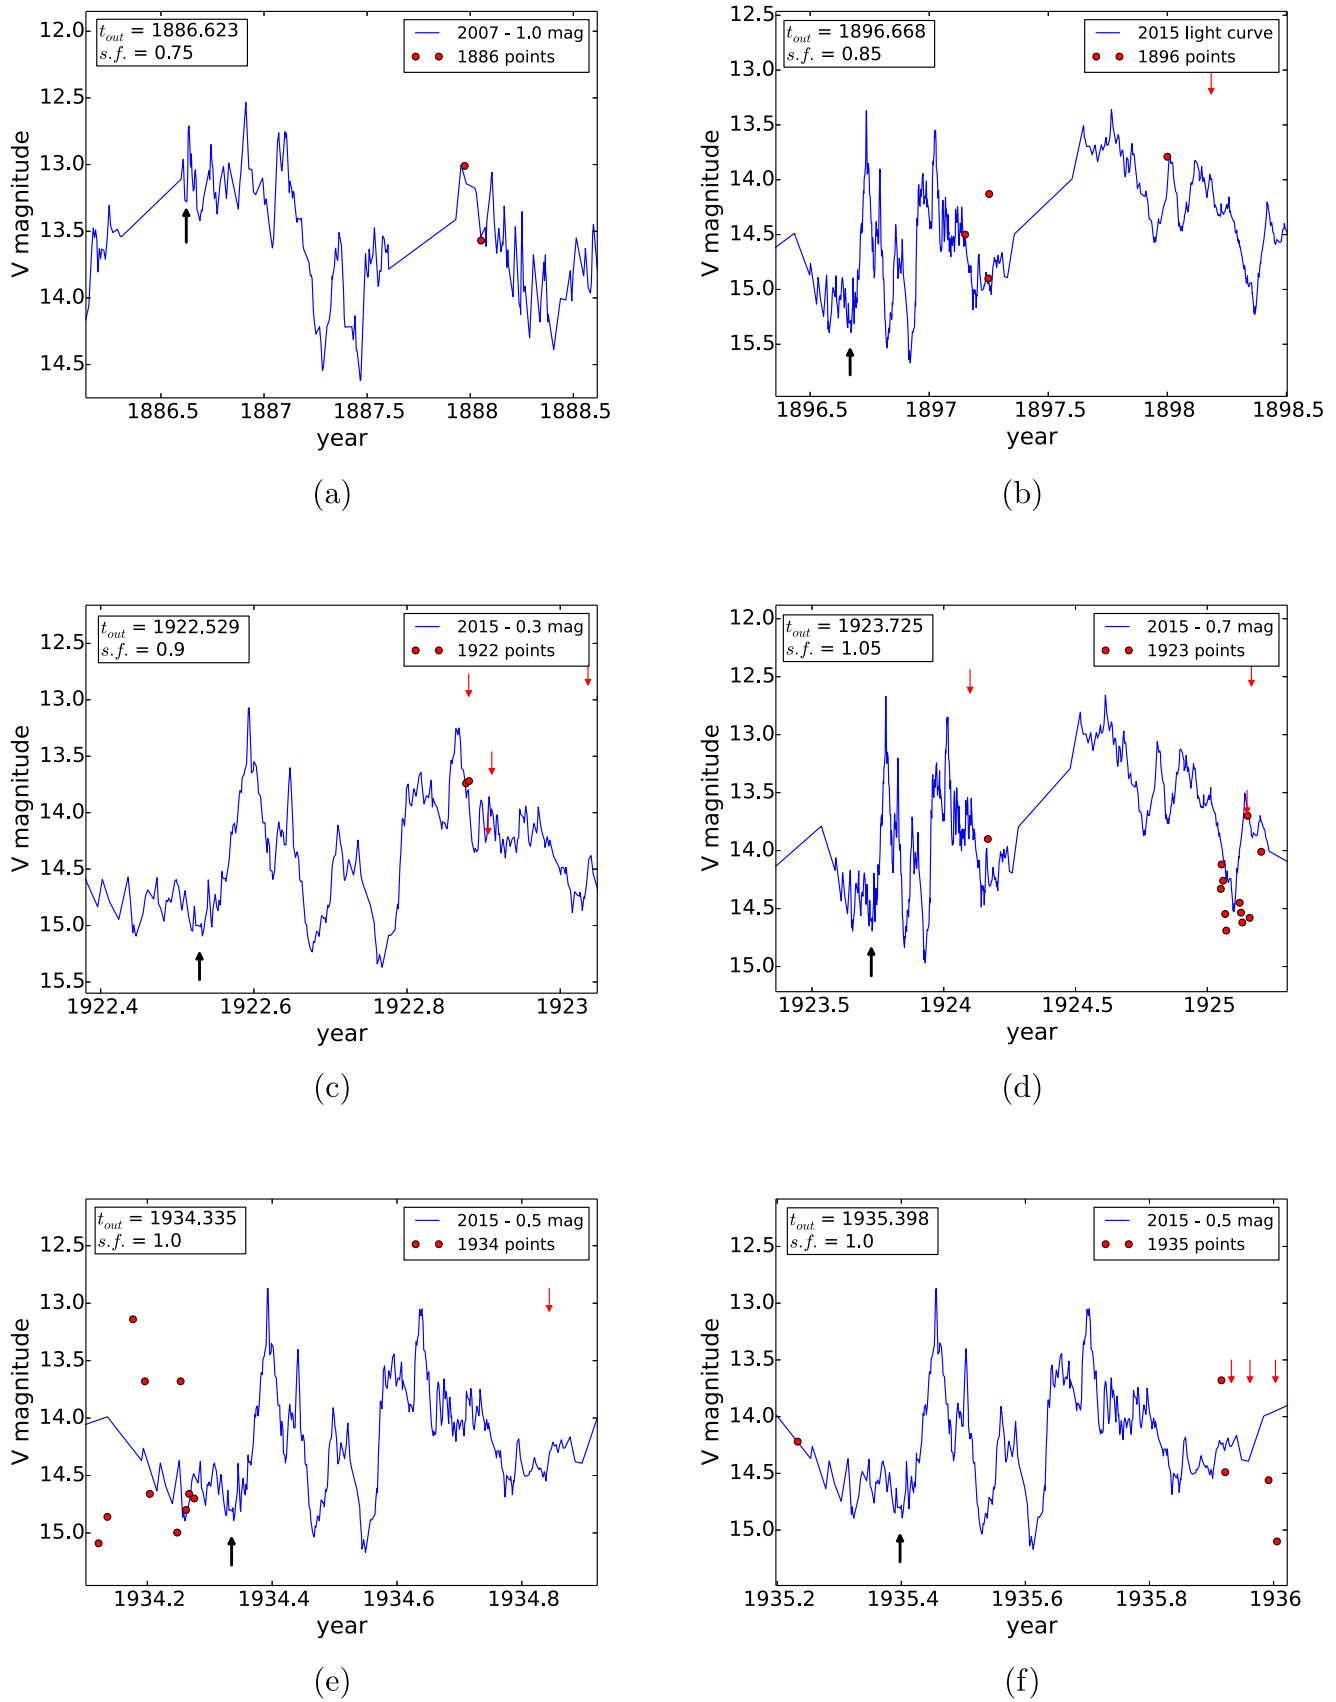 t_out = 1886.623
s.f. = 0.75
2007 - 1.0 mag
1886 points
V magnitude
12.0
12.5
13.0
13.5
14.0
14.5
1886.5 1887 1887.5 1888 1888.5
year
(a)
t_out = 1896.668
s.f. = 0.85
2015 light curve
1896 points
V magnitude
12.5
13.0
13.5
14.0
14.5
15.0
15.5
1896.5 1897 1897.5 1898 1898.5
year
(b)
t_out = 1922.529
s.f. = 0.9
2015 - 0.3 mag
1922 points
V magnitude
12.5
13.0
13.5
14.0
14.5
15.0
15.5
1922.4 1922.6 1922.8 1923
year
(c)
t_out = 1923.725
s.f. = 1.05
2015 - 0.7 mag
1923 points
V magnitude
12.0
12.5
13.0
13.5
14.0
14.5
15.0
1923.5 1924 1924.5 1925
year
(d)
t_out = 1934.335
s.f. = 1.0
2015 - 0.5 mag
1934 points
V magnitude
12.5
13.0
13.5
14.0
14.5
15.0
1934.2 1934.4 1934.6 1934.8
year
(e)
t_out = 1935.398
s.f. = 1.0
2015 - 0.5 mag
1935 points
V magnitude
12.5
13.0
13.5
14.0
14.5
15.0
1935.2 1935.4 1935.6 1935.8 1936
year
(f)